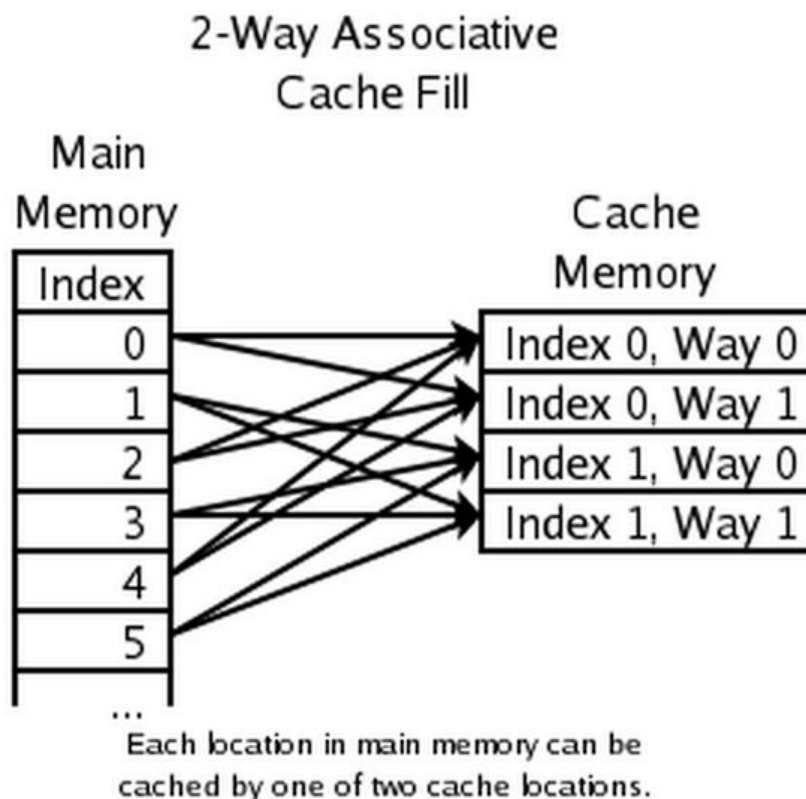 2-Way Associative
Cache Fill
Main
Memory
Index
0
1
2
3
4
5
...
Cache
Memory
Index 0, Way 0
Index 0, Way 1
Index 1, Way 0
Index 1, Way 1
Each location in main memory can be
cached by one of two cache locations.